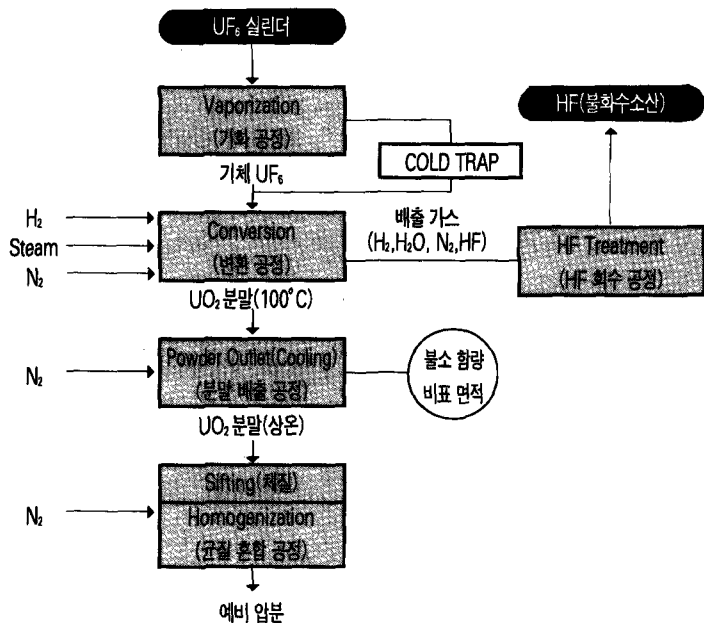 UF₆ 실린더
Vaporization
(기화 공정)
HF(불화수소산)
COLD TRAP
기체 UF₆
H₂
Steam
N₂
Conversion
(변환 공정)
배출 가스
(H₂,H₂O, N₂,HF)
HF Treatment
(HF 회수 공정)
UO₂ 분말(100°C)
N₂
Powder Outlet(Cooling)
(분말 배출 공정)
불소 함량
비표 면적
UO₂ 분말(상온)
Sifting(체질)
N₂
Homogenization
(균질 혼합 공정)
예비 압분